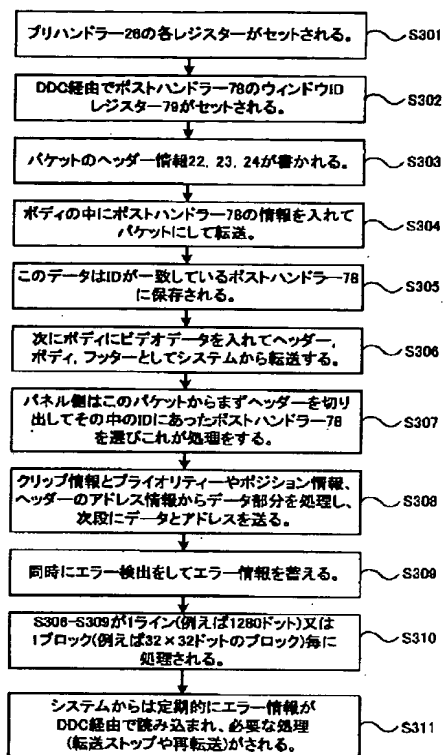 プリハンドラー26の各レジスターがセットされる。
S301
DDC経由でポストハンドラー78のウィンドウID
レジスター79がセットされる。
S302
パケットのヘッダー情報22, 23, 24が書かれる。
S303
ボディの中にポストハンドラー78の情報を入れて
パケットにして転送。
S304
このデータはIDが一致しているポストハンドラー78
に保存される。
S305
次にボディにビデオデータを入れてヘッダー,
ボディ, フッターとしてシステムから転送する。
S306
パネル側はこのパケットからまずヘッダーを切り
出してその中のIDにあったポストハンドラー78
を選びこれが処理をする。
S307
クリップ情報とプライオリティーやポジション情報、
ヘッダーのアドレス情報からデータ部分を処理し、
次段にデータとアドレスを送る。
S308
同時にエラー検出をしてエラー情報を蓄える。
S309
S306-S309が1ライン(例えば1280ドット)又は
1ブロック(例えば32×32ドットのブロック)毎に
処理される。
S310
システムからは定期的にエラー情報が
DDC経由で読み込まれ、必要な処理
(転送ストップや再転送)がされる。
S311